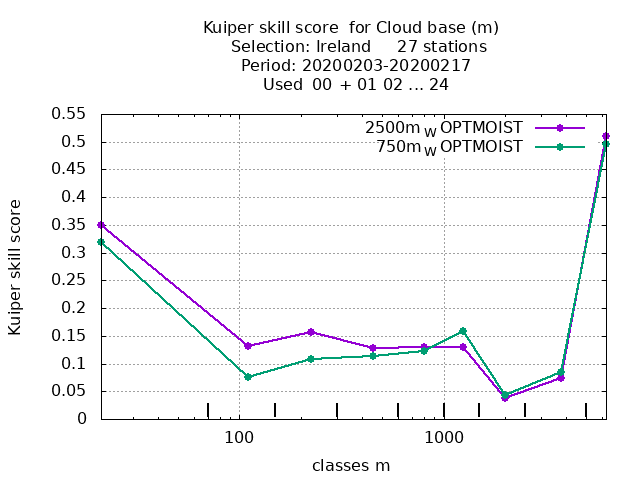 Kuiper skill score for Cloud base (m)
Selection: Ireland 27 stations
Period: 20200203-20200217
Used 00 + 01 02 ... 24
2500m_W OPTMOIST
750m_W OPTMOIST
0.55
0.5
0.45
0.4
0.35
0.3
0.25
0.2
0.15
0.1
0.05
0
Kuiper skill score
100 1000
classes m